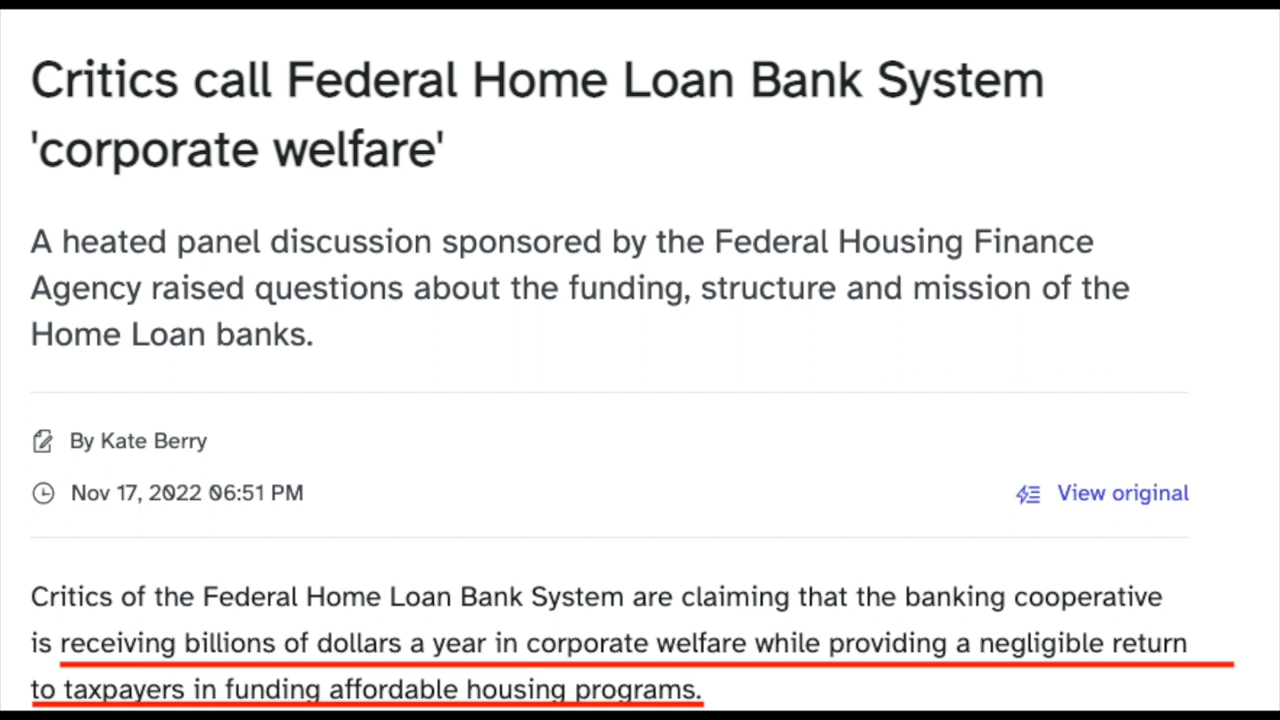 Critics call Federal Home Loan Bank System
'corporate welfare'
A heated panel discussion sponsored by the Federal Housing Finance
Agency raised questions about the funding, structure and mission of the
Home Loan banks.
By Kate Berry
Nov 17, 2022 06:51 PM
View original
Critics of the Federal Home Loan Bank System are claiming that the banking cooperative
is receiving billions of dollars a year in corporate welfare while providing a negligible return
to taxpayers in funding affordable housing programs.